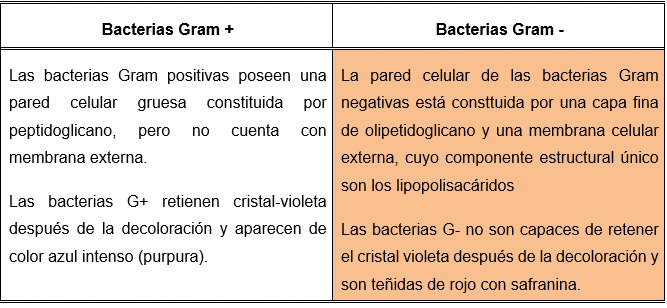 Bacterias Gram +
Bacterias Gram -
Las bacterias Gram positivas poseen una
pared celular gruesa constituida por
peptidoglicano, pero no cuenta con
membrana externa.
Las bacterias G+ retienen cristal-violeta
después de la decoloración y aparecen de
color azul intenso (purpura).
La pared celular de las bacterias Gram
negativas está consttuida por una capa fina
de olipetidoglicano y una membrana celular
externa, cuyo componente estructural único
son los lipopolisacáridos
Las bacterias G- no son capaces de retener
el cristal violeta después de la decoloración y
son teñidas de rojo con safranina.